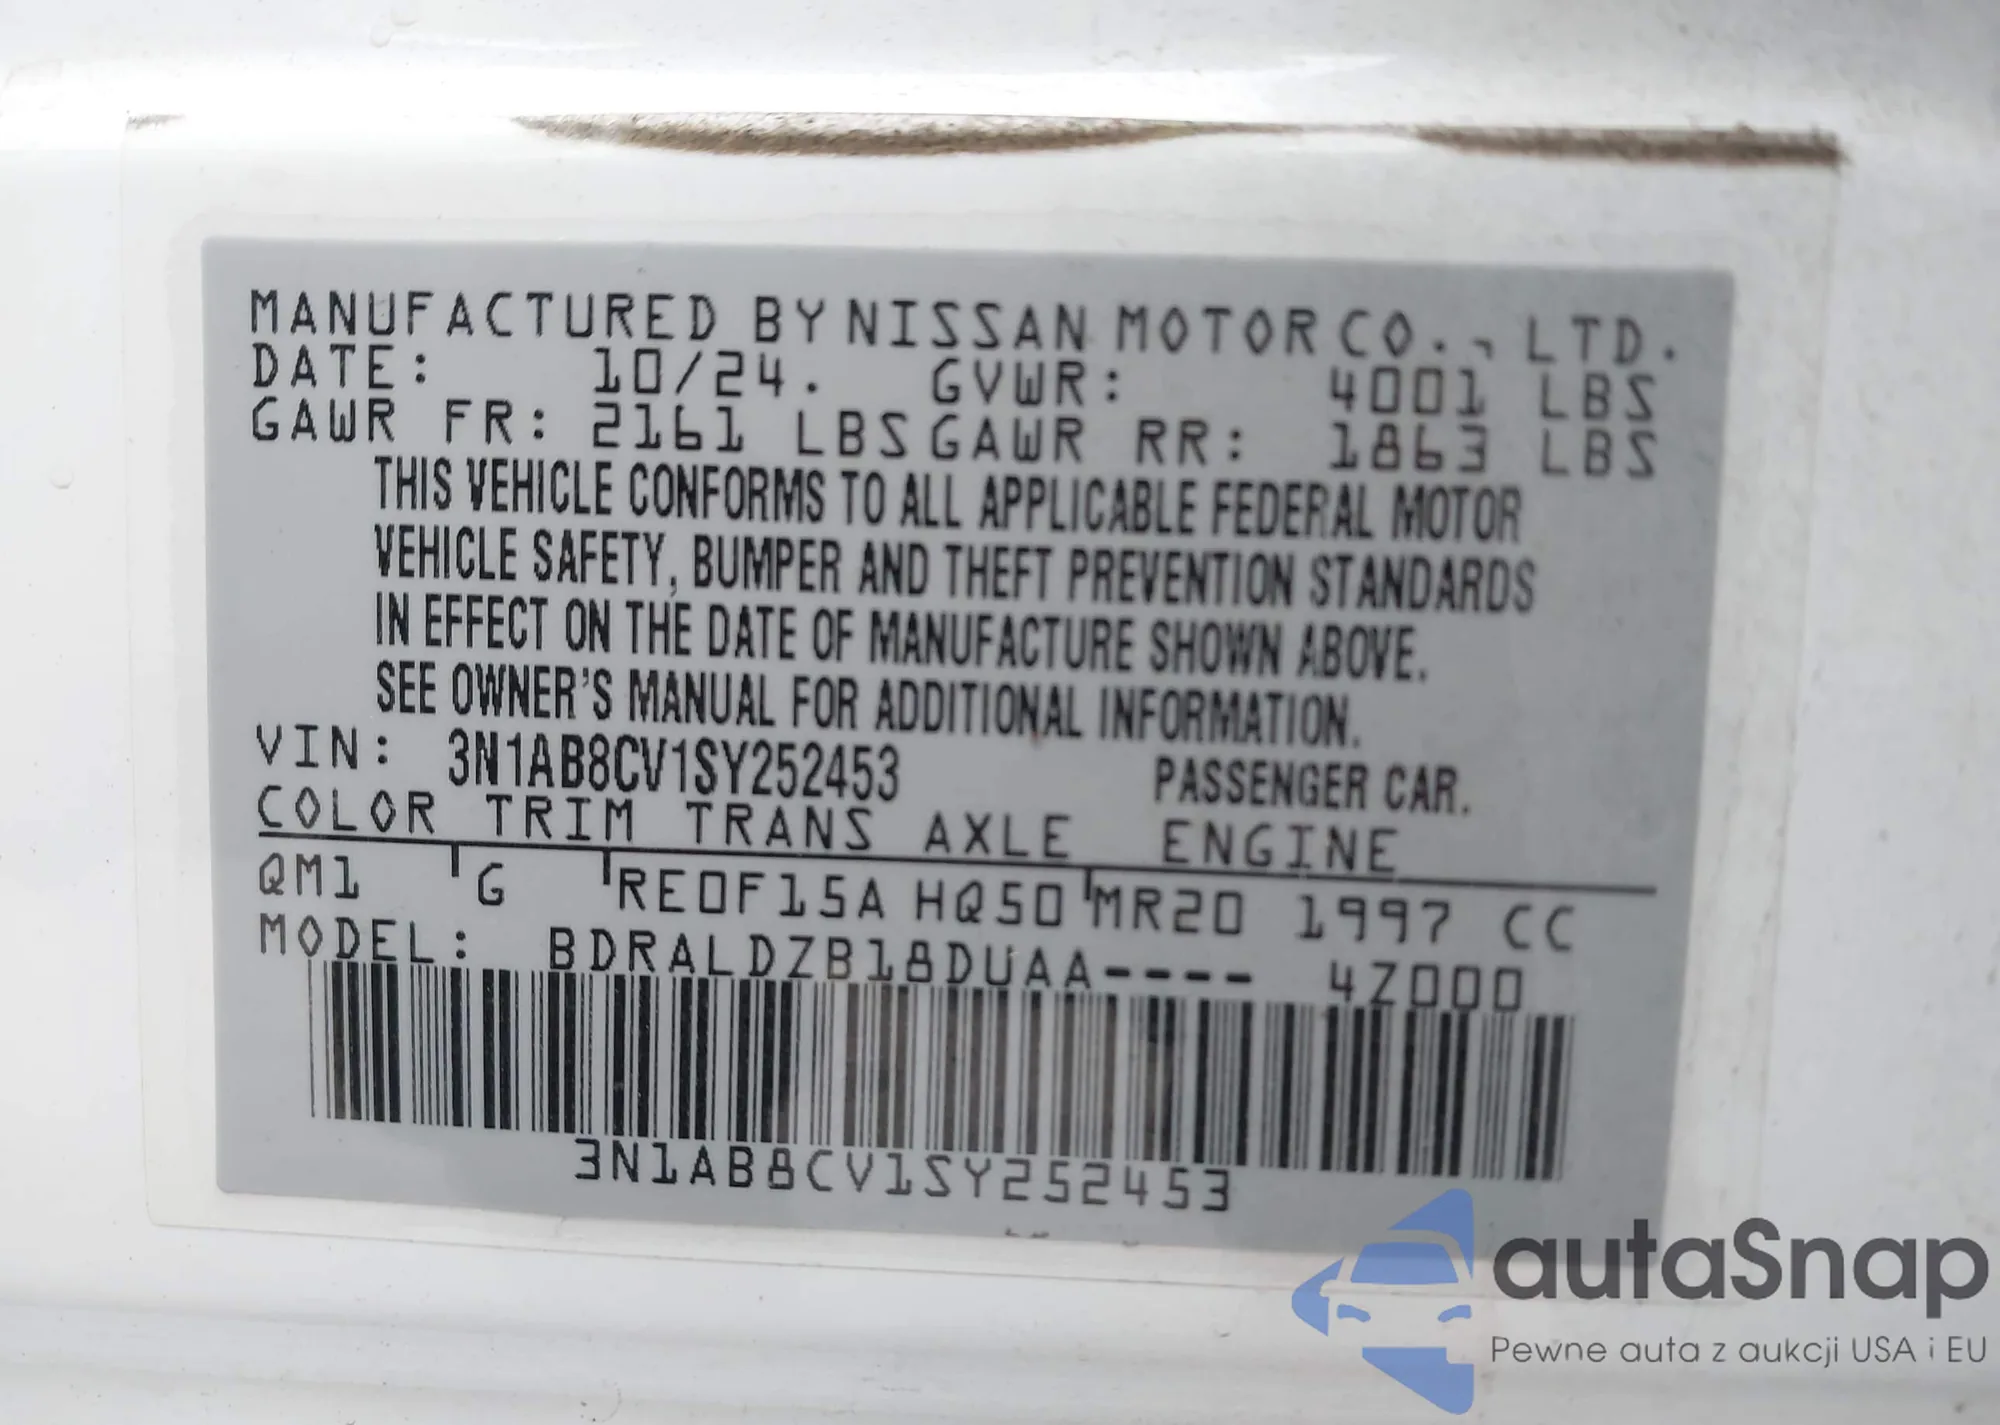 MANUFACTURED BY NISSAN MOTOR CO., LTD.
DATE: 10/24. GVWR: 4001 LBS
GAWR FR: 2161 LBS GAWR RR: 1863 LBS
THIS VEHICLE CONFORMS TO ALL APPLICABLE FEDERAL MOTOR
VEHICLE SAFETY, BUMPER AND THEFT PREVENTION STANDARDS
IN EFFECT ON THE DATE OF MANUFACTURE SHOWN ABOVE.
SEE OWNER'S MANUAL FOR ADDITIONAL INFORMATION.
VIN: 3N1AB8CV1SY252453 PASSENGER CAR.
COLOR TRIM TRANS AXLE ENGINE
QM1 G RE0F15A HQ50 MR20 1997 CC
MODEL: BDRALDZB18DUAA---- 4Z000
3N1AB8CV1SY252453
autaSnap
Pewne auta z aukcji USA i EU